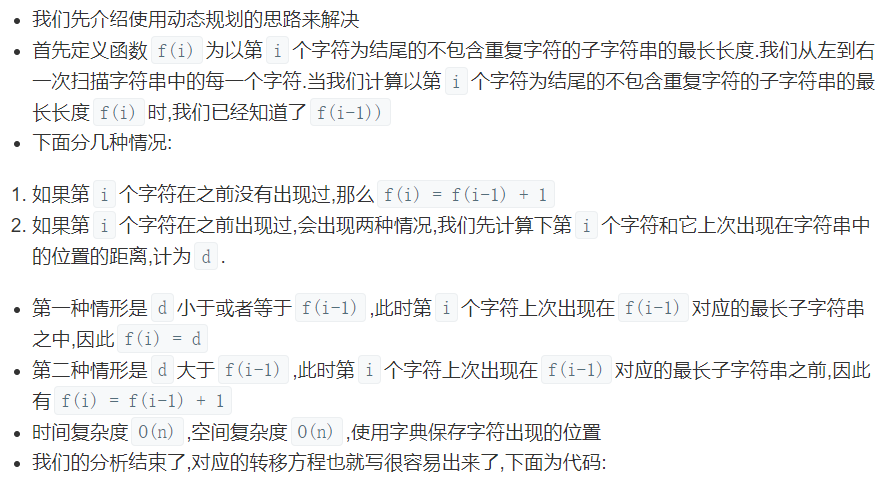 我们先介绍使用动态规划的思路来解决
首先定义函数 f(i) 为以第 i 个字符为结尾的不包含重复字符的子字符串的最长长度.我们从左到右
一次扫描字符串中的每一个字符.当我们计算以第 i 个字符为结尾的不包含重复字符的子字符串的最
长长度 f(i) 时,我们已经知道了 f(i-1))
下面分几种情况:
1. 如果第 i 个字符在之前没有出现过,那么 f(i) = f(i-1) + 1
2. 如果第 i 个字符在之前出现过,会出现两种情况,我们先计算下第 i 个字符和它上次出现在字符串中
的位置的距离,计为 d .
第一种情形是 d 小于或者等于 f(i-1) ,此时第 i 个字符上次出现在 f(i-1) 对应的最长子字符串
之中,因此 f(i) = d
第二种情形是 d 大于 f(i-1) ,此时第 i 个字符上次出现在 f(i-1) 对应的最长子字符串之前,因此
有 f(i) = f(i-1) + 1
时间复杂度 O(n) ,空间复杂度 O(n) ,使用字典保存字符出现的位置
我们的分析结束了,对应的转移方程也就写很容易出来了,下面为代码: